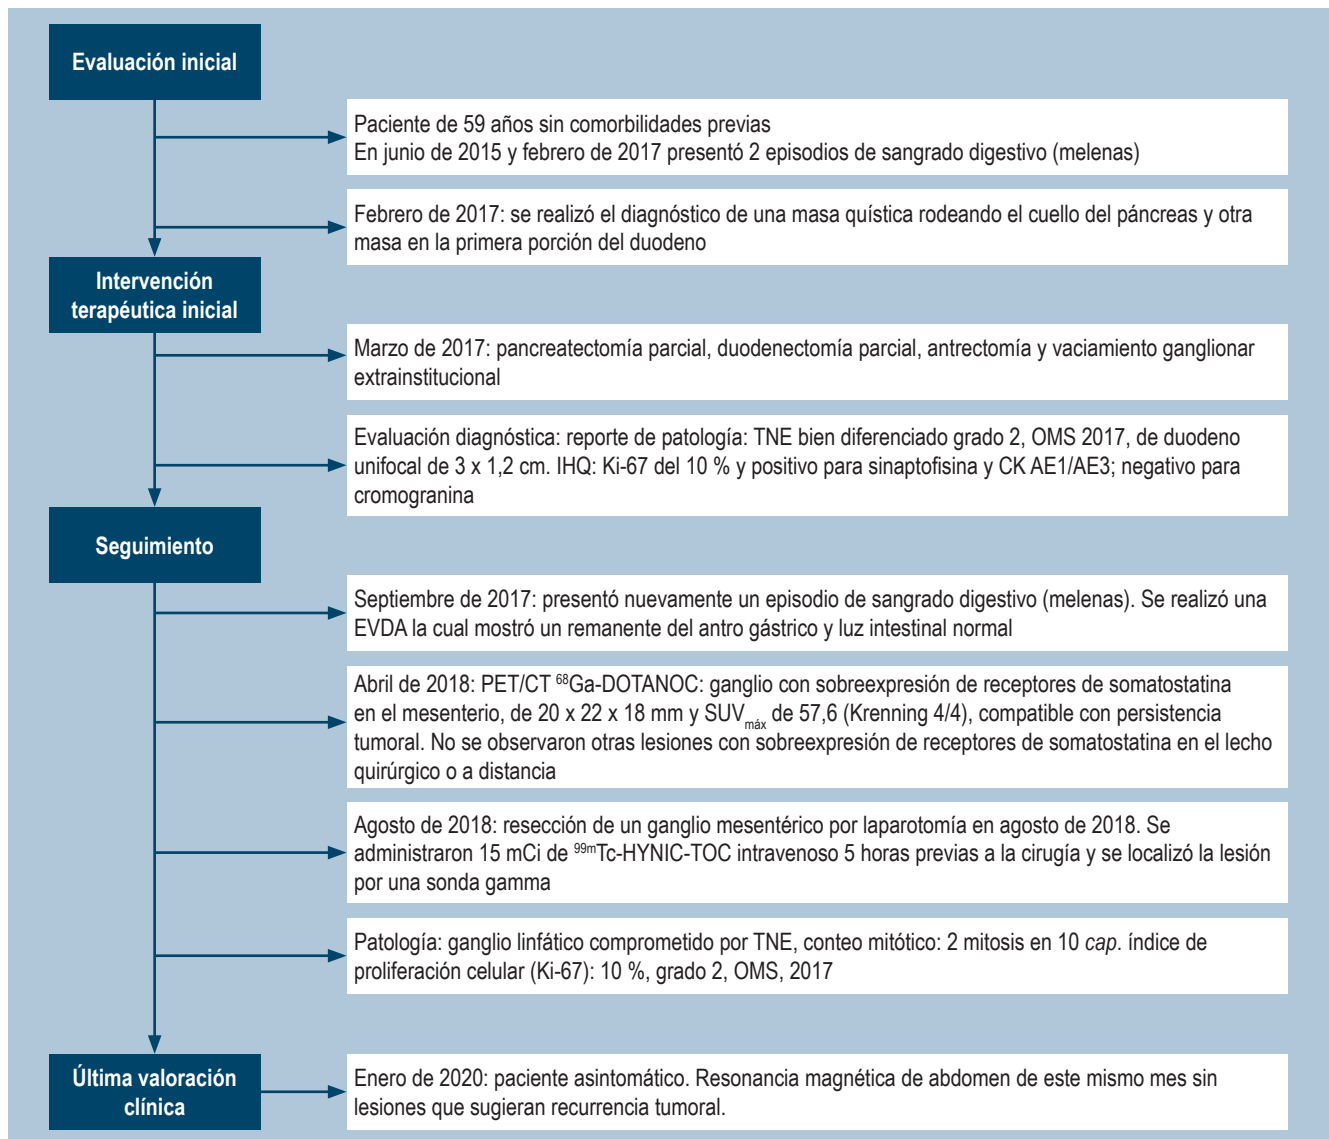 Evaluación inicial
Paciente de 59 años sin comorbilidades previas
En junio de 2015 y febrero de 2017 presentó 2 episodios de sangrado digestivo (melenas)
Febrero de 2017: se realizó el diagnóstico de una masa quística rodeando el cuello del páncreas y otra
masa en la primera porción del duodeno
Intervención
terapéutica inicial
Marzo de 2017: pancreatectomía parcial, duodenectomía parcial, antrectomía y vaciamiento ganglionar
extrainstitucional
Evaluación diagnóstica: reporte de patología: TNE bien diferenciado grado 2, OMS 2017, de duodeno
unifocal de 3 x 1,2 cm. IHQ: Ki-67 del 10 % y positivo para sinaptofisina y CK AE1/AE3; negativo para
cromogranina
Seguimiento
Septiembre de 2017: presentó nuevamente un episodio de sangrado digestivo (melenas). Se realizó una
EVDA la cual mostró un remanente del antro gástrico y luz intestinal normal
Abril de 2018: PET/CT ⁶⁸Ga-DOTANOC: ganglio con sobreexpresión de receptores de somatostatina
en el mesenterio, de 20 x 22 x 18 mm y SUVmáx de 57,6 (Krenning 4/4), compatible con persistencia
tumoral. No se observaron otras lesiones con sobreexpresión de receptores de somatostatina en el lecho
quirúrgico o a distancia
Agosto de 2018: resección de un ganglio mesentérico por laparotomía en agosto de 2018. Se
administraron 15 mCi de ⁹⁹ᵐTc-HYNIC-TOC intravenoso 5 horas previas a la cirugía y se localizó la lesión
por una sonda gamma
Patología: ganglio linfático comprometido por TNE, conteo mitótico: 2 mitosis en 10 cap. índice de
proliferación celular (Ki-67): 10 %, grado 2, OMS, 2017
Última valoración
clínica
Enero de 2020: paciente asintomático. Resonancia magnética de abdomen de este mismo mes sin
lesiones que sugieran recurrencia tumoral.